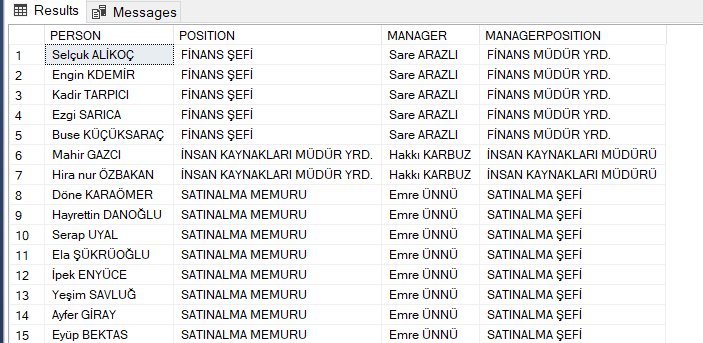 Results Messages
PERSON POSITION MANAGER MANAGERPOSITION
1 Selçuk ALİKOÇ FİNANS ŞEFİ Sare ARAZLI FİNANS MÜDÜR YRD.
2 Engin KDEMİR FİNANS ŞEFİ Sare ARAZLI FİNANS MÜDÜR YRD.
3 Kadir TARPICI FİNANS ŞEFİ Sare ARAZLI FİNANS MÜDÜR YRD.
4 Ezgi SARICA FİNANS ŞEFİ Sare ARAZLI FİNANS MÜDÜR YRD.
5 Buse KÜÇÜKSARAÇ FİNANS ŞEFİ Sare ARAZLI FİNANS MÜDÜR YRD.
6 Mahir GAZCI İNSAN KAYNAKLARI MÜDÜR YRD. Hakkı KARBUZ İNSAN KAYNAKLARI MÜDÜRÜ
7 Hira nur ÖZBAKAN İNSAN KAYNAKLARI MÜDÜR YRD. Hakkı KARBUZ İNSAN KAYNAKLARI MÜDÜRÜ
8 Döne KARAÖMER SATINALMA MEMURU Emre ÜNNÜ SATINALMA ŞEFİ
9 Hayrettin DANOĞLU SATINALMA MEMURU Emre ÜNNÜ SATINALMA ŞEFİ
10 Serap UYAL SATINALMA MEMURU Emre ÜNNÜ SATINALMA ŞEFİ
11 Ela ŞÜKRÜOĞLU SATINALMA MEMURU Emre ÜNNÜ SATINALMA ŞEFİ
12 İpek ENYÜCE SATINALMA MEMURU Emre ÜNNÜ SATINALMA ŞEFİ
13 Yeşim SAVLUĞ SATINALMA MEMURU Emre ÜNNÜ SATINALMA ŞEFİ
14 Ayfer GİRAY SATINALMA MEMURU Emre ÜNNÜ SATINALMA ŞEFİ
15 Eyüp BEKTAS SATINALMA MEMURU Emre ÜNNÜ SATINALMA ŞEFİ